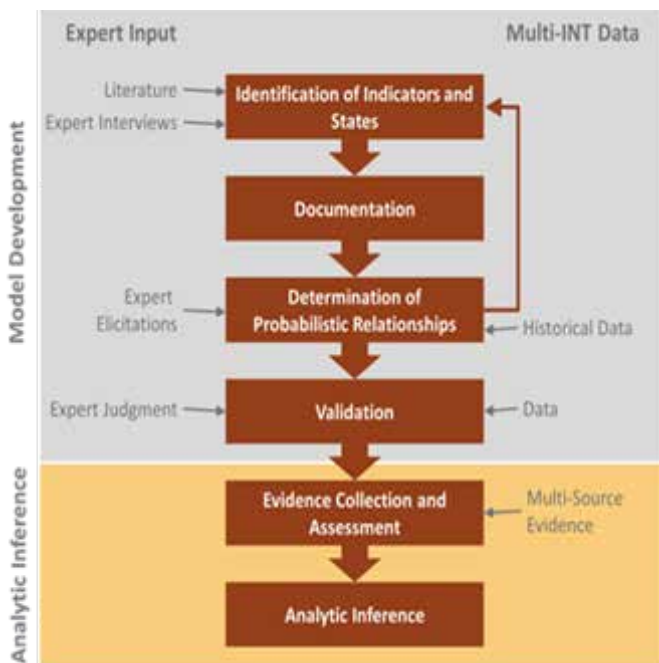 Expert Input
Multi-INT Data
Model Development
Literature
Expert Interviews
Identification of Indicators and
States
Documentation
Expert
Elicitations
Determination of
Probabilistic Relationships
Historical Data
Expert Judgment
Validation
Data
Analytic Inference
Evidence Collection and
Assessment
Multi-Source
Evidence
Analytic Inference